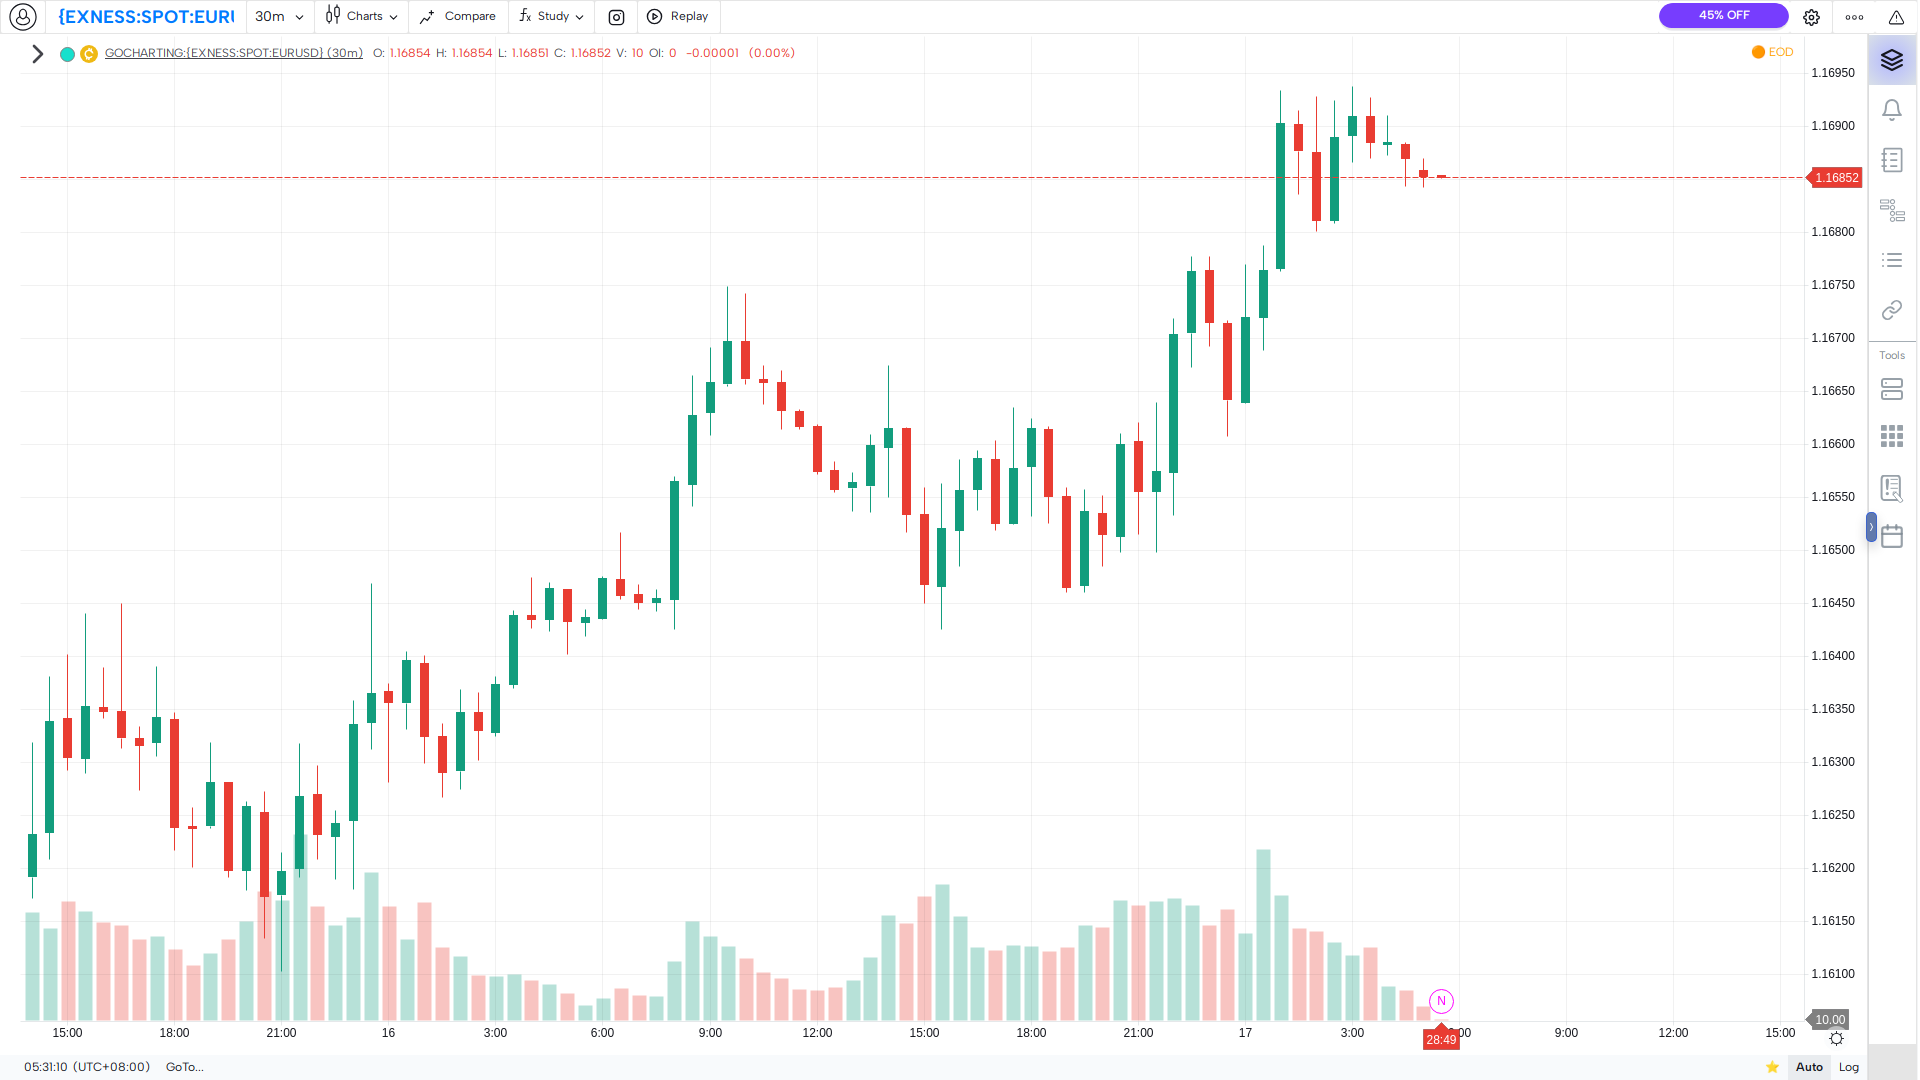 {EXNESS:SPOT:EURU
30m
Charts
Compare
Study
Replay
45% OFF
GOCHARTING:{EXNESS:SPOT:EURUSD} (30m) O: 1.16854 H: 1.16854 L: 1.16851 C: 1.16852 V: 10 OI: 0 -0.00001 (0.00%)
EOD
1.16950
1.16900
1.16852
1.16800
1.16750
1.16700
1.16650
1.16600
1.16550
1.16500
1.16450
1.16400
1.16350
1.16300
1.16250
1.16200
1.16150
1.16100
10.00
Tools
N
15:00 18:00 21:00 16 3:00 6:00 9:00 12:00 15:00 18:00 21:00 17 3:00 9:00 12:00 15:00
28:49
05:31:10 (UTC+08:00) GoTo...
Auto
Log